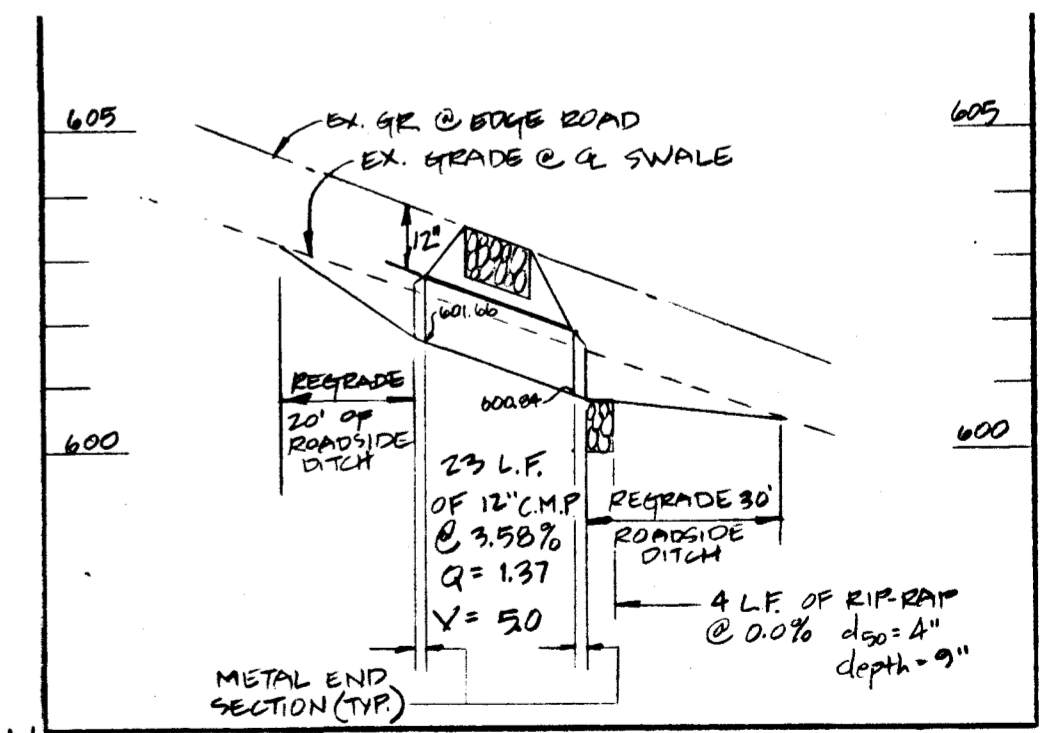 605
605
EX. GR @ EDGE ROAD
EX. GRADE @ ℄ SWALE
12"
601.66
REGRADE
20' OF
ROADSIDE
DITCH
600.84
600
600
23 L.F.
OF 12" C.M.P
@ 3.58%
Q = 1.37
V = 5.0
REGRADE 30'
ROADSIDE
DITCH
4 L.F. OF RIP-RAP
@ 0.0% d50 = 4"
depth = 9"
METAL END
SECTION (TYP.)